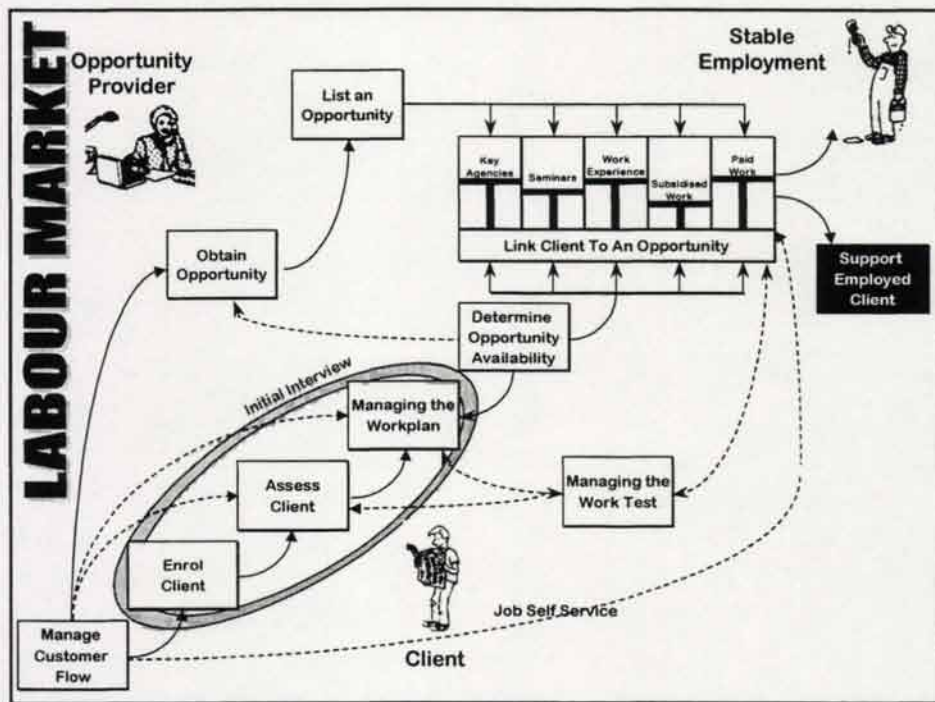 LABOUR MARKET
Opportunity
Provider
List an
Opportunity
Stable
Employment
Key
Agencies
Seminars
Work
Experience
Subsidised
Work
Paid
Work
Link Client To An Opportunity
Obtain
Opportunity
Support
Employed
Client
Determine
Opportunity
Availability
Initial Interview
Managing the
Workplan
Assess
Client
Managing the
Work Test
Enrol
Client
Job Self Service
Manage
Customer
Flow
Client